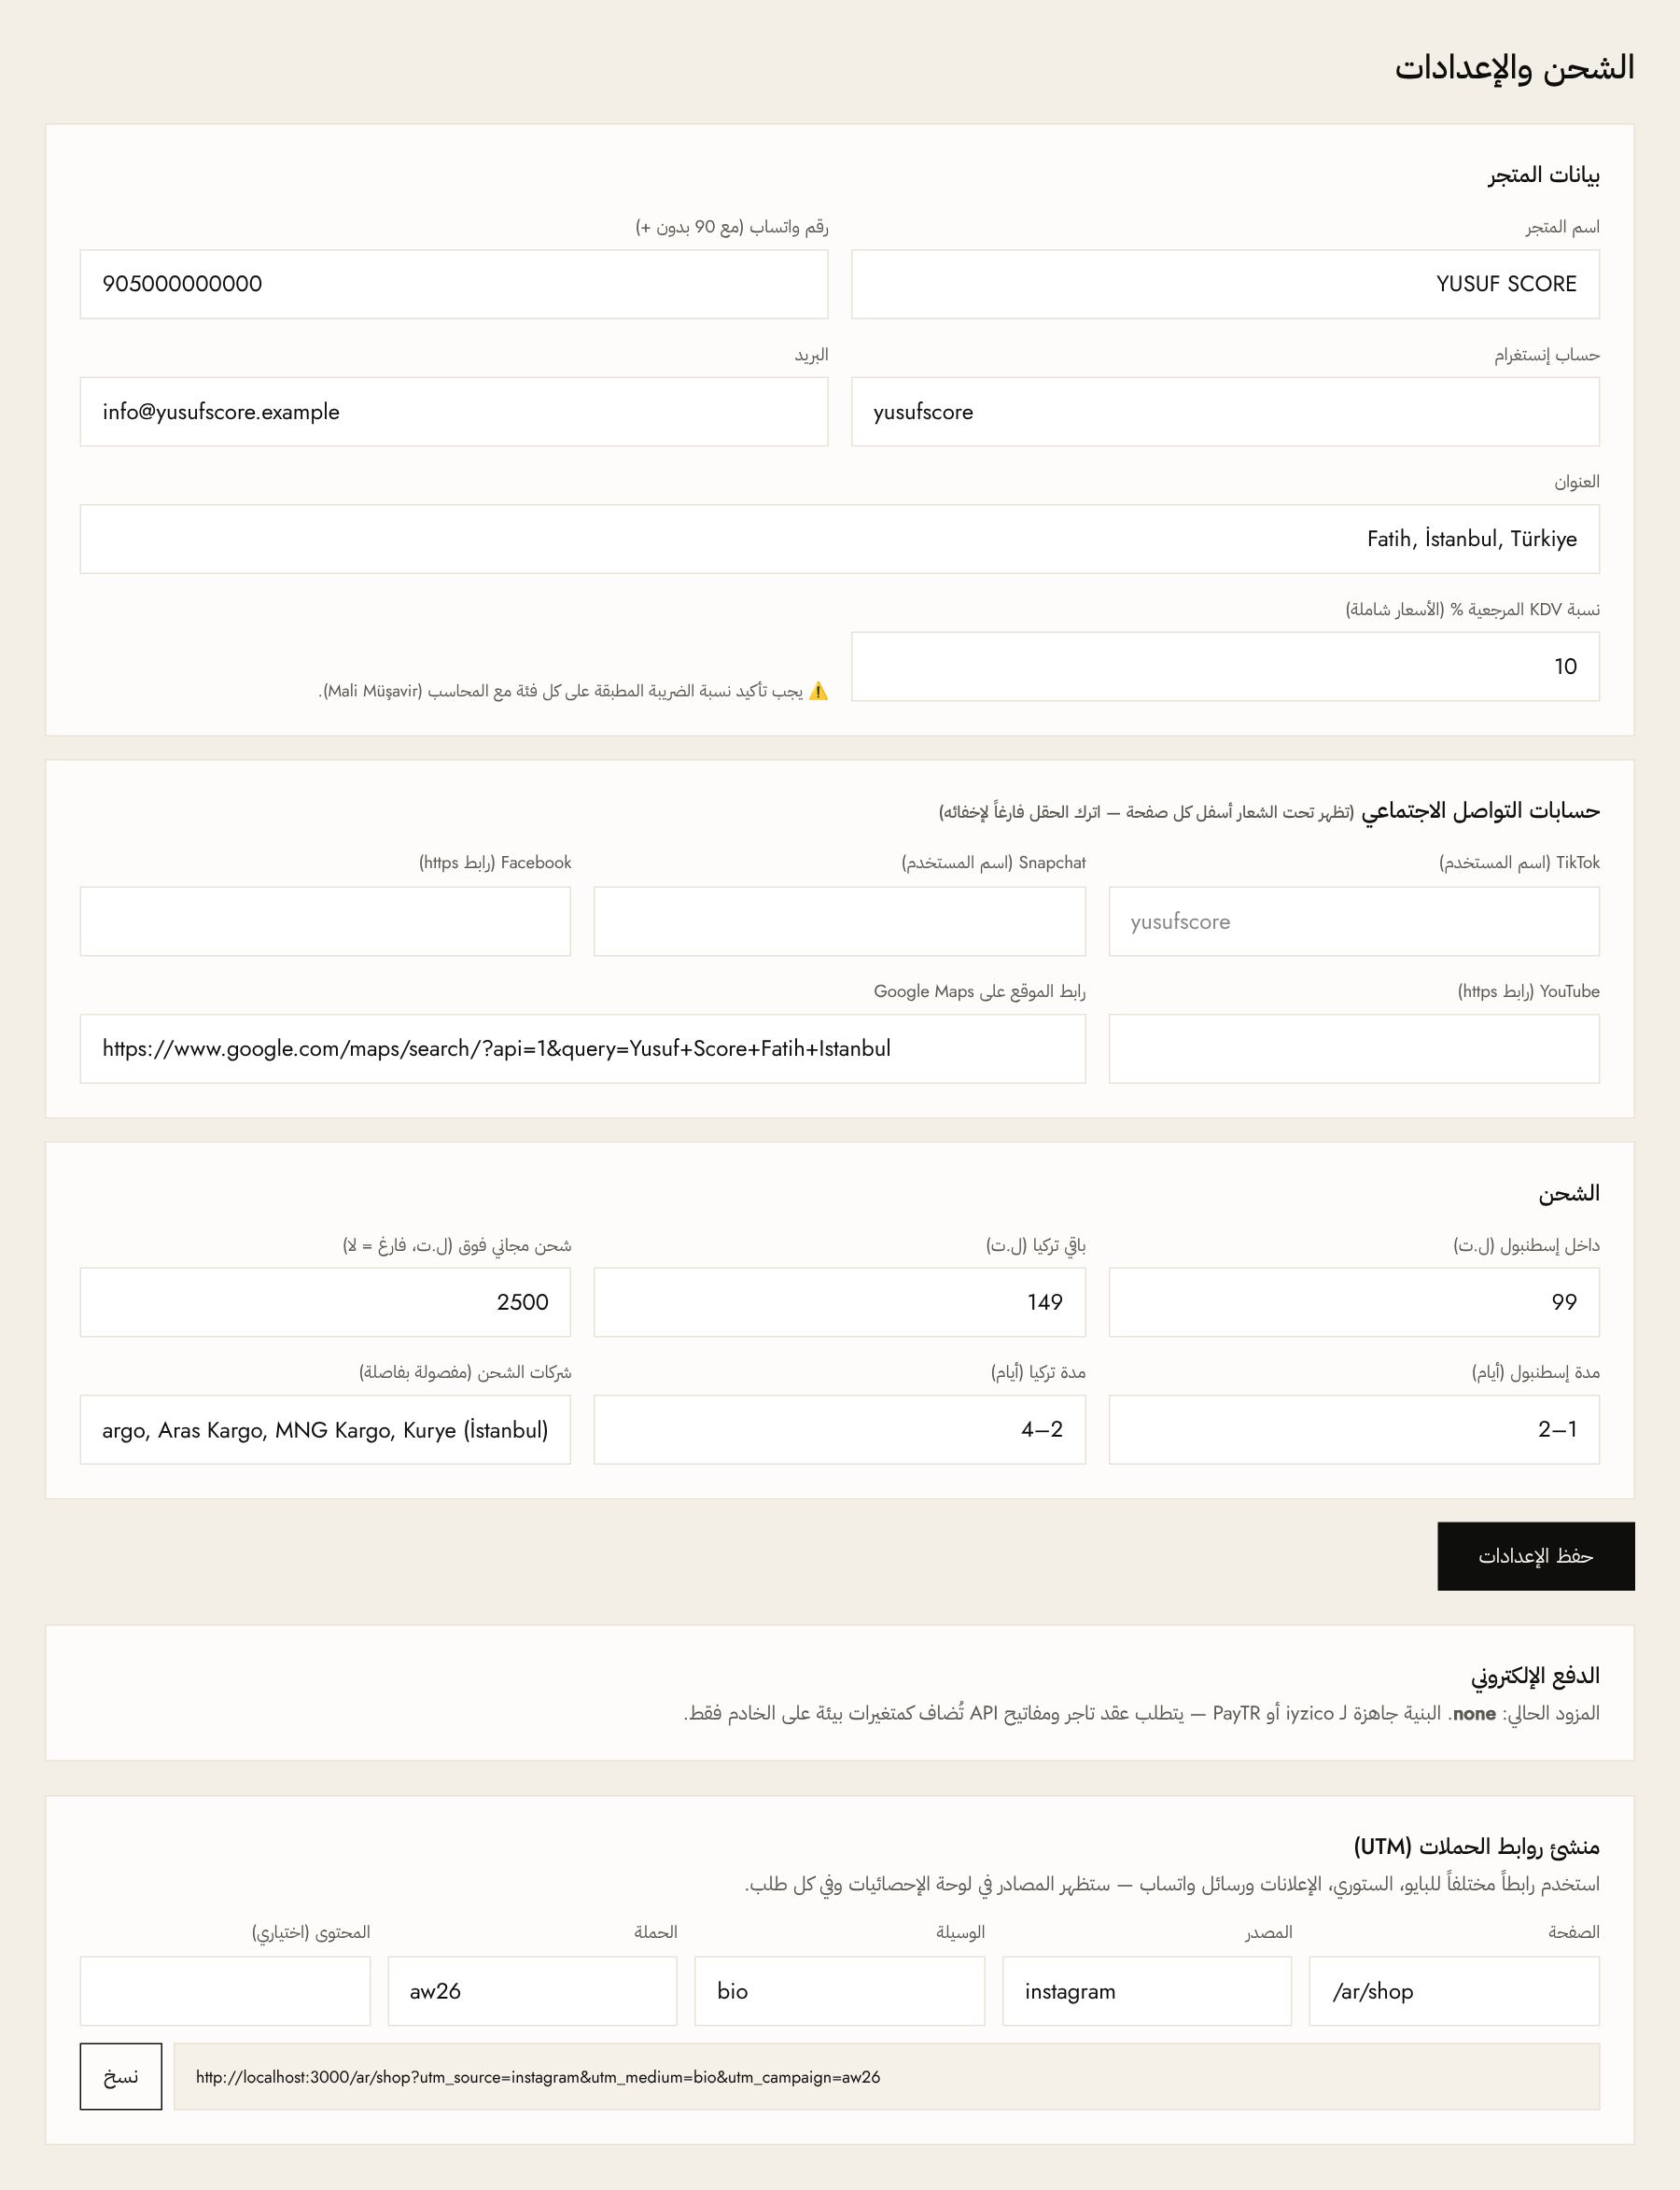 الشحن والإعدادات
بيانات المتجر
اسم المتجر
رقم واتساب (مع 90 بدون +)
YUSUF SCORE
905000000000
حساب إنستغرام
البريد
yusufscore
info@yusufscore.example
العنوان
Fatih, İstanbul, Türkiye
نسبة KDV المرجعية % (الأسعار شاملة)
10
⚠️ يجب تأكيد نسبة الضريبة المطبقة على كل فئة مع المحاسب (Mali Müşavir).
حسابات التواصل الاجتماعي (تظهر تحت الشعار أسفل كل صفحة — اترك الحقل فارغاً لإخفائه)
TikTok (اسم المستخدم)
Snapchat (اسم المستخدم)
Facebook (رابط https)
yusufscore
YouTube (رابط https)
رابط الموقع على Google Maps
https://www.google.com/maps/search/?api=1&query=Yusuf+Score+Fatih+Istanbul
الشحن
داخل إسطنبول (ل.ت)
باقي تركيا (ل.ت)
شحن مجاني فوق (ل.ت، فارغ = لا)
99
149
2500
مدة إسطنبول (أيام)
مدة تركيا (أيام)
شركات الشحن (مفصولة بفاصلة)
1–2
2–4
argo, Aras Kargo, MNG Kargo, Kurye (İstanbul)
حفظ الإعدادات
الدفع الإلكتروني
المزود الحالي: none. البنية جاهزة لـ iyzico أو PayTR — يتطلب عقد تاجر ومفاتيح API تُضاف كمتغيرات بيئة على الخادم فقط.
منشئ روابط الحملات (UTM)
استخدم رابطاً مختلفاً للبايو، الستوري، الإعلانات ورسائل واتساب — ستظهر المصادر في لوحة الإحصائيات وفي كل طلب.
الصفحة
المصدر
الوسيلة
الحملة
المحتوى (اختياري)
/ar/shop
instagram
bio
aw26
http://localhost:3000/ar/shop?utm_source=instagram&utm_medium=bio&utm_campaign=aw26
نسخ